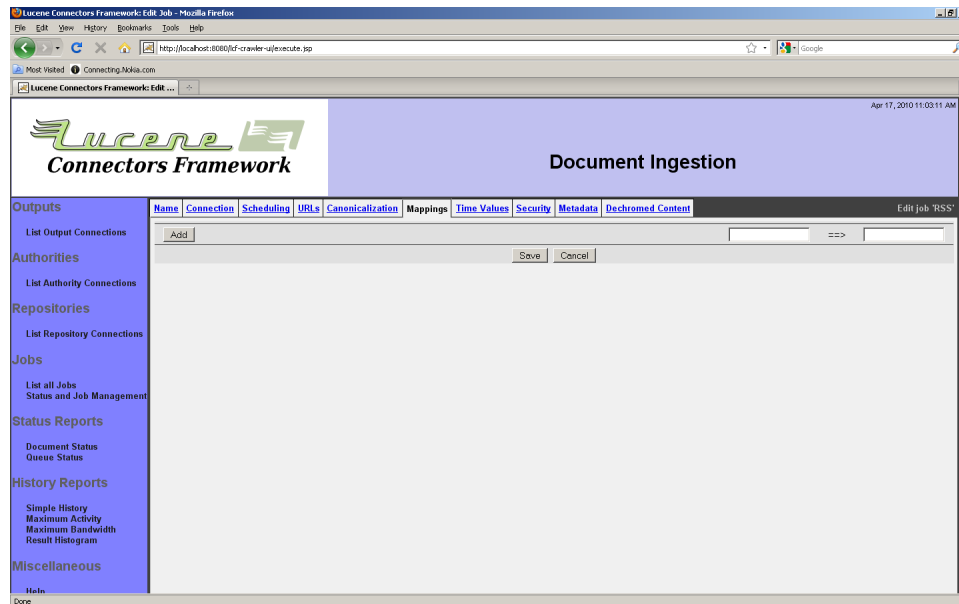 Lucene Connectors Framework: Edit Job - Mozilla Firefox
File Edit View History Bookmarks Tools Help
http://localhost:8080/lcf-crawler-ui/execute.jsp
Google
Most Visited Connecting.Nokia.com
Lucene Connectors Framework: Edit ...
Apr 17, 2010 11:03:11 AM
Lucene
Connectors Framework
Document Ingestion
Outputs
Name Connection Scheduling URLs Canonicalization Mappings Time Values Security Metadata Dechromed Content Edit job 'RSS'
List Output Connections
Add ==>
Save Cancel
Authorities
List Authority Connections
Repositories
List Repository Connections
Jobs
List all Jobs
Status and Job Management
Status Reports
Document Status
Queue Status
History Reports
Simple History
Maximum Activity
Maximum Bandwidth
Result Histogram
Miscellaneous
Help
Done